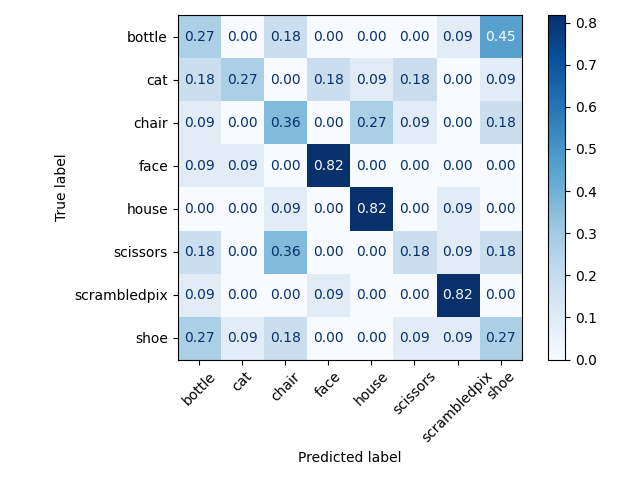 bottle 0.27 0.00 0.18 0.00 0.00 0.00 0.09 0.45
cat 0.18 0.27 0.00 0.18 0.09 0.18 0.00 0.09
chair 0.09 0.00 0.36 0.00 0.27 0.09 0.00 0.18
face 0.09 0.09 0.00 0.82 0.00 0.00 0.00 0.00
house 0.00 0.00 0.09 0.00 0.82 0.00 0.09 0.00
scissors 0.18 0.00 0.36 0.00 0.00 0.18 0.09 0.18
scrambledpix 0.09 0.00 0.00 0.09 0.00 0.00 0.82 0.00
shoe 0.27 0.09 0.18 0.00 0.00 0.09 0.09 0.27
bottle cat chair face house scissors scrambledpix shoe
Predicted label
True label
0.8
0.7
0.6
0.5
0.4
0.3
0.2
0.1
0.0